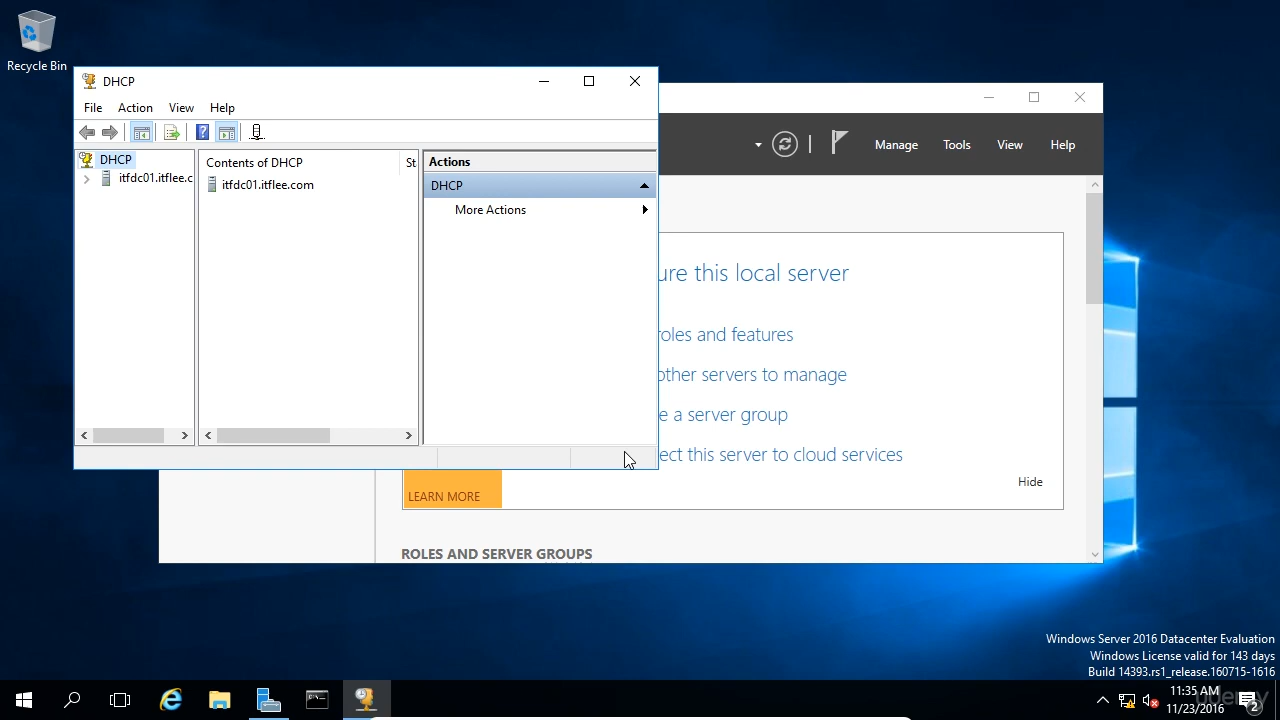 Recycle Bin
DHCP
File Action View Help
DHCP
itfdc01.itflee.c
Contents of DHCP St
itfdc01.itflee.com
Actions
DHCP
More Actions
Manage Tools View Help
ure this local server
roles and features
other servers to manage
e a server group
ect this server to cloud services
LEARN MORE
Hide
ROLES AND SERVER GROUPS
Windows Server 2016 Datacenter Evaluation
Windows License valid for 143 days
Build 14393.rs1_release.160715-1616
11:35 AM
11/23/2016
2
udemy